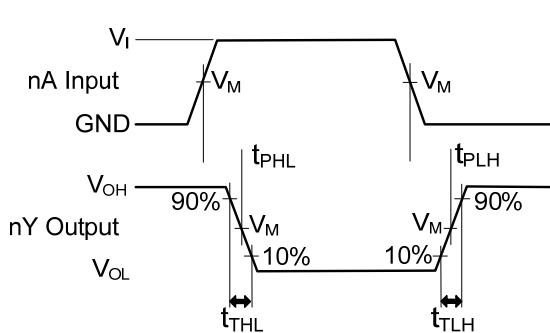 VI
nA Input
VM
VM
GND
tPHL
tPLH
VOH
90%
90%
nY Output
VM
VM
10%
10%
VOL
tTHL
tTLH